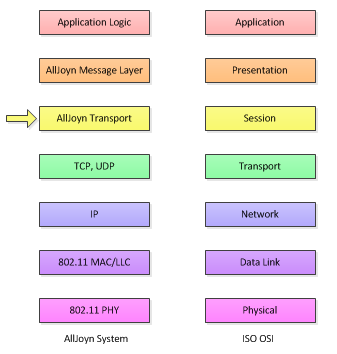 Application Logic Application
AllJoyn Message Layer Presentation
AllJoyn Transport Session
TCP, UDP Transport
IP Network
802.11 MAC/LLC Data Link
802.11 PHY Physical
AllJoyn System ISO OSI